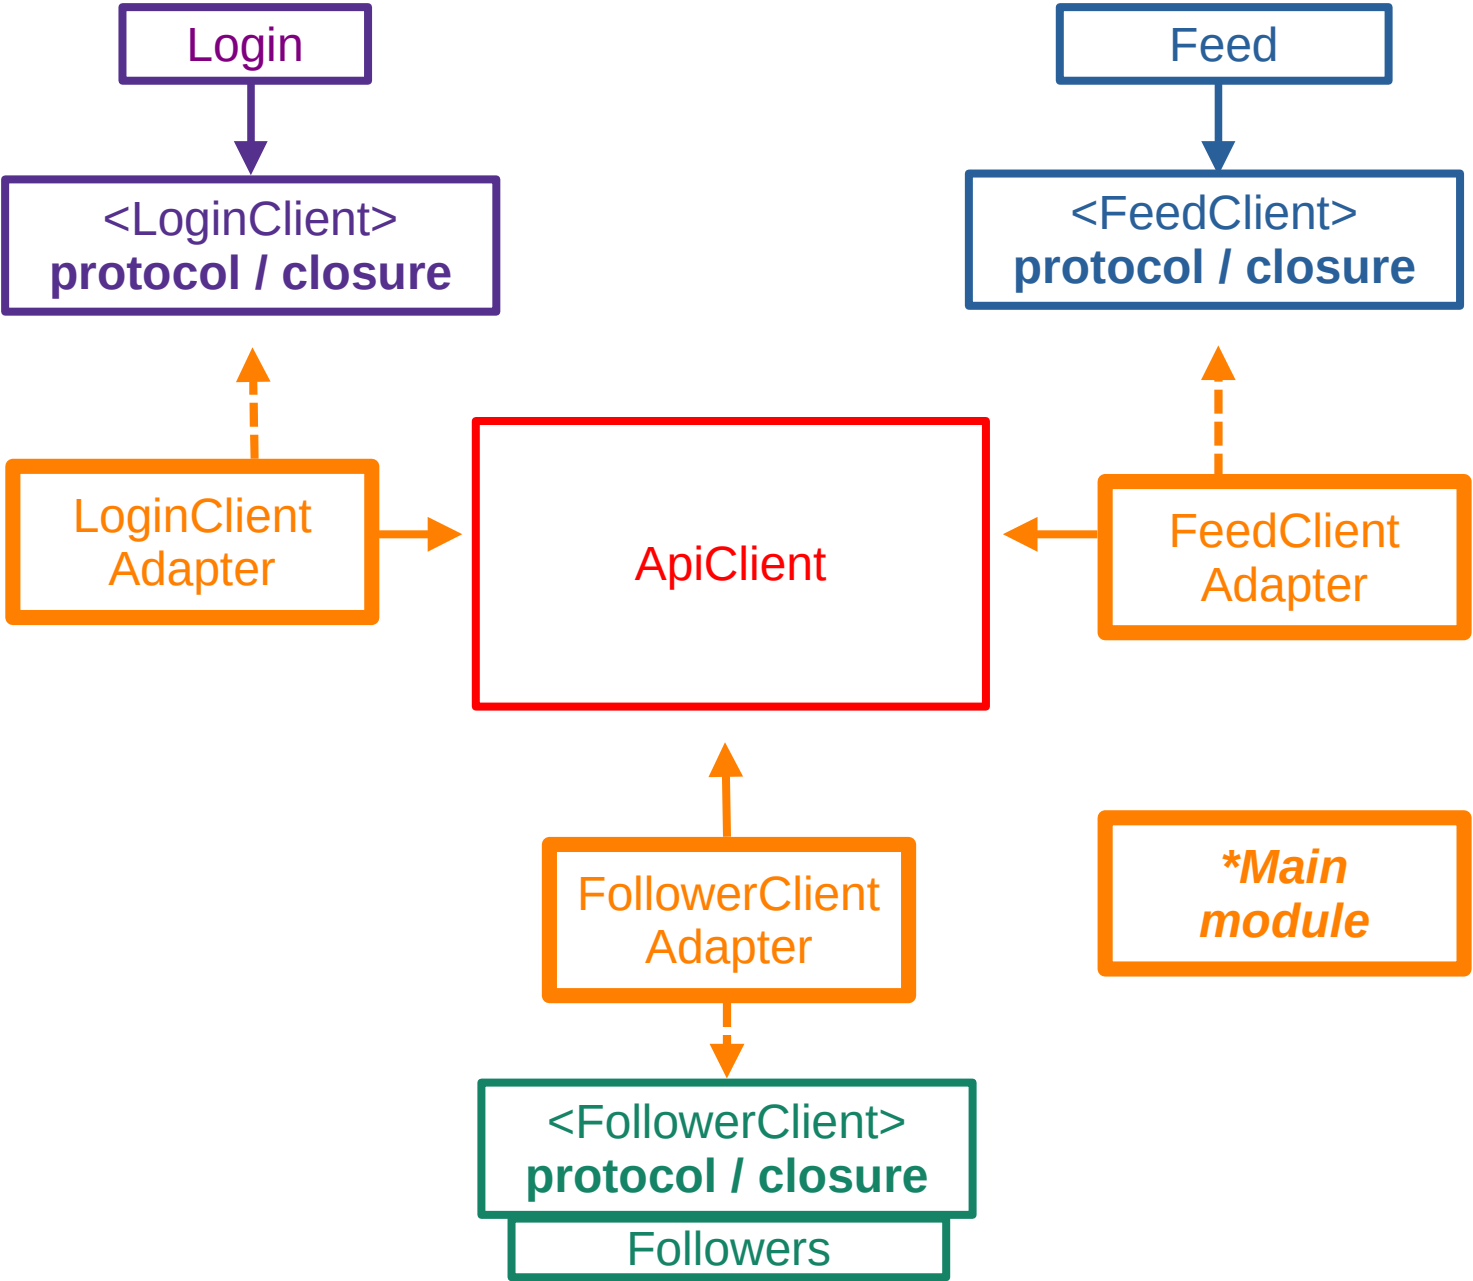 Login
Feed
<LoginClient>
protocol / closure
<FeedClient>
protocol / closure
LoginClient
Adapter
ApiClient
FeedClient
Adapter
FollowerClient
Adapter
*Main
module
<FollowerClient>
protocol / closure
Followers